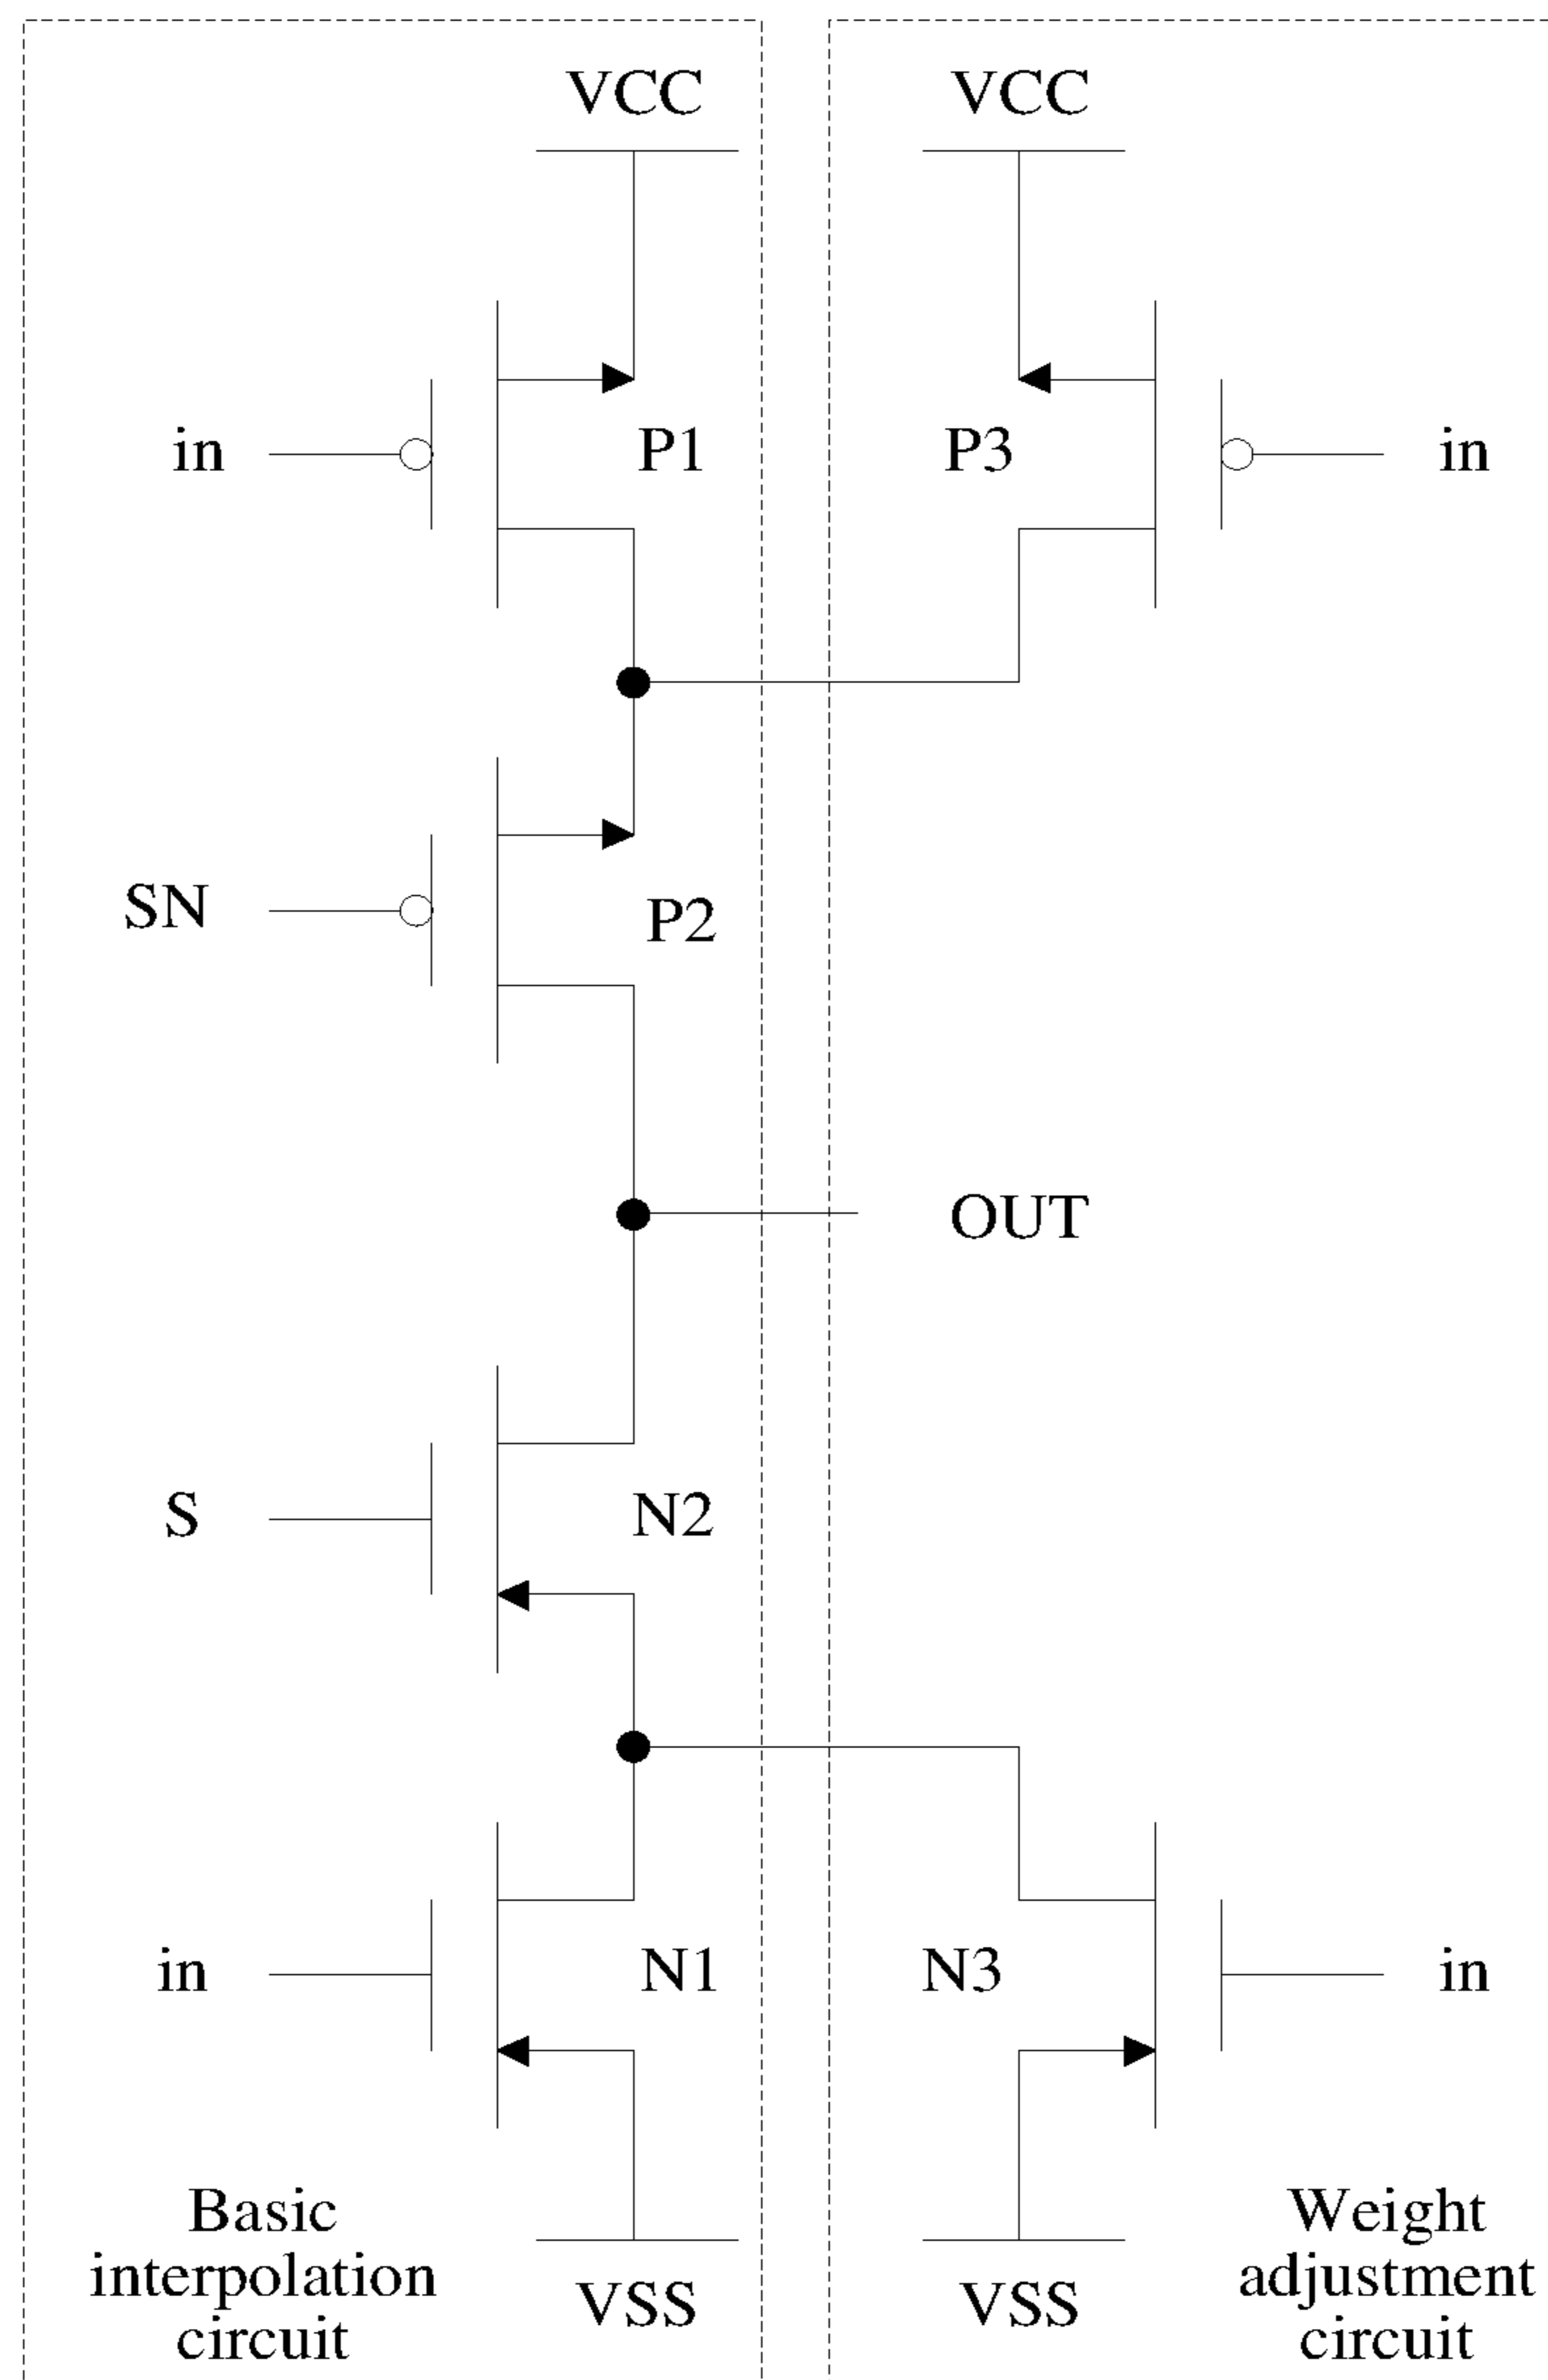 VCC
VCC
in
P1
P3
in
SN
P2
OUT
S
N2
in
N1
N3
in
Basic
interpolation
circuit
VSS
VSS
Weight
adjustment
circuit